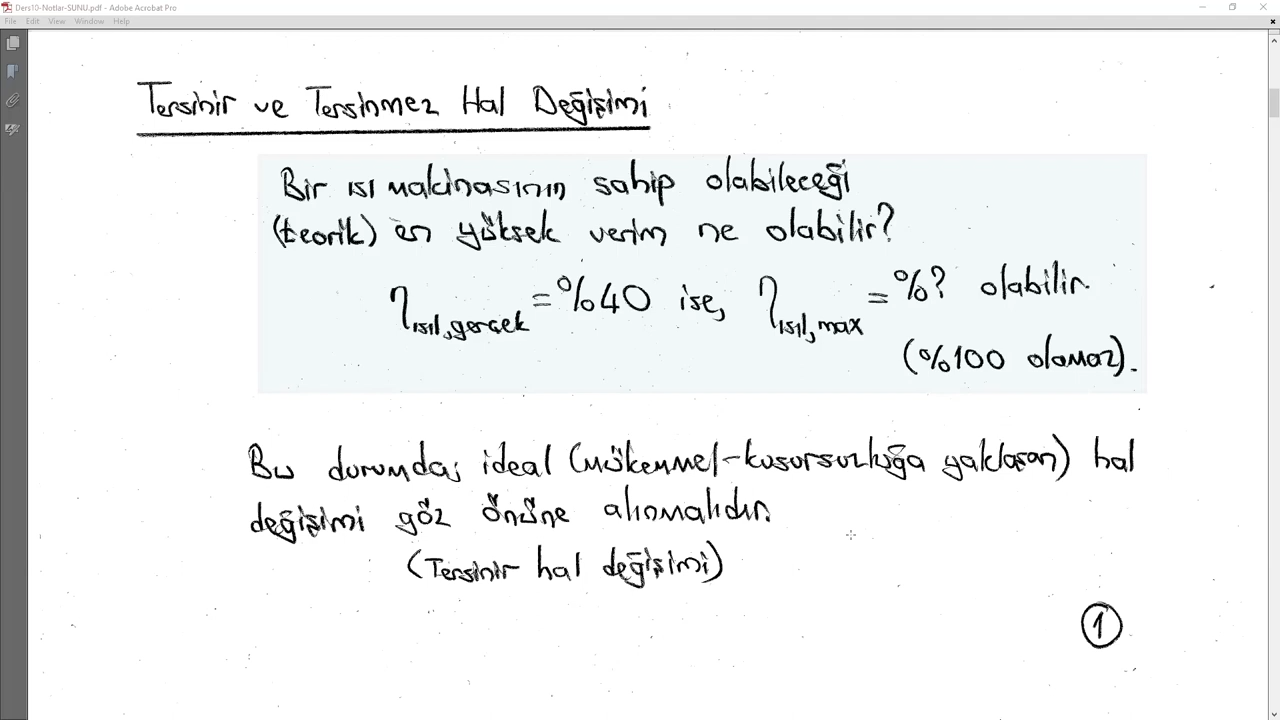 Ders10-Notlar-SUNU.pdf - Adobe Acrobat Pro
File Edit View Window Help
Tersinir ve Tersinmez Hal Değişimi
Bir ısı makinasının sahip olabileceği
(teorik) en yüksek verim ne olabilir?
η ısıl,gerçek = %40 ise, η ısıl,max = %? olabilir.
(%100 olamaz).
Bu durumda, ideal (mükemmel-kusursuzluğa yaklaşan) hal
değişimi göz önüne alınmalıdır.
(Tersinir hal değişimi)
1